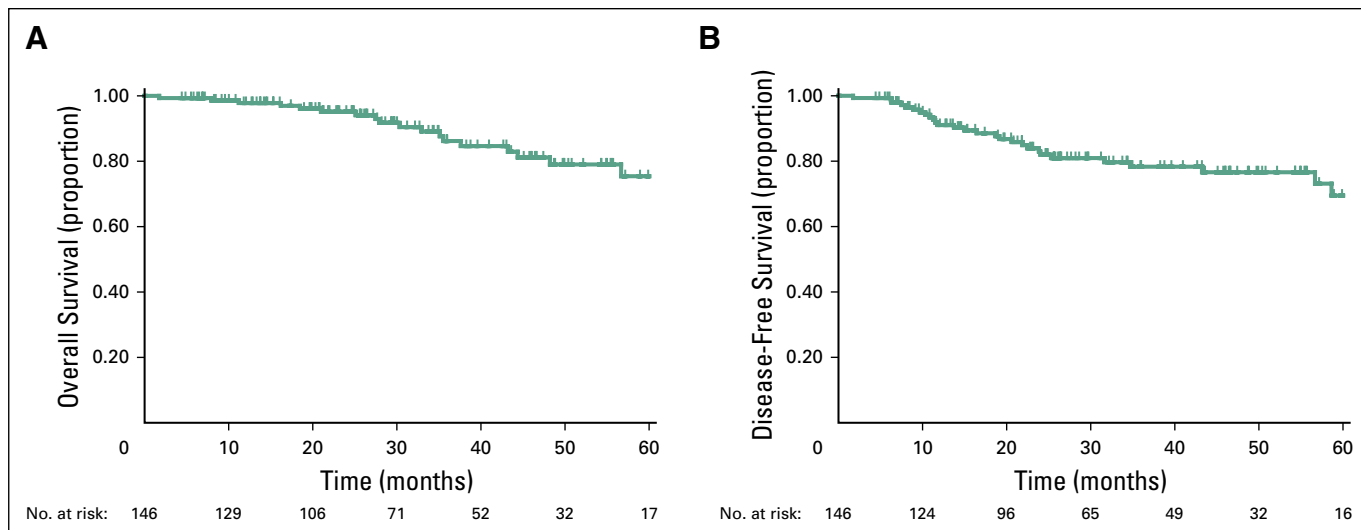 A
Overall Survival (proportion)
1.00
0.80
0.60
0.40
0.20
0 10 20 30 40 50 60
Time (months)
No. at risk: 146 129 106 71 52 32 17
B
Disease-Free Survival (proportion)
1.00
0.80
0.60
0.40
0.20
0 10 20 30 40 50 60
Time (months)
No. at risk: 146 124 96 65 49 32 16